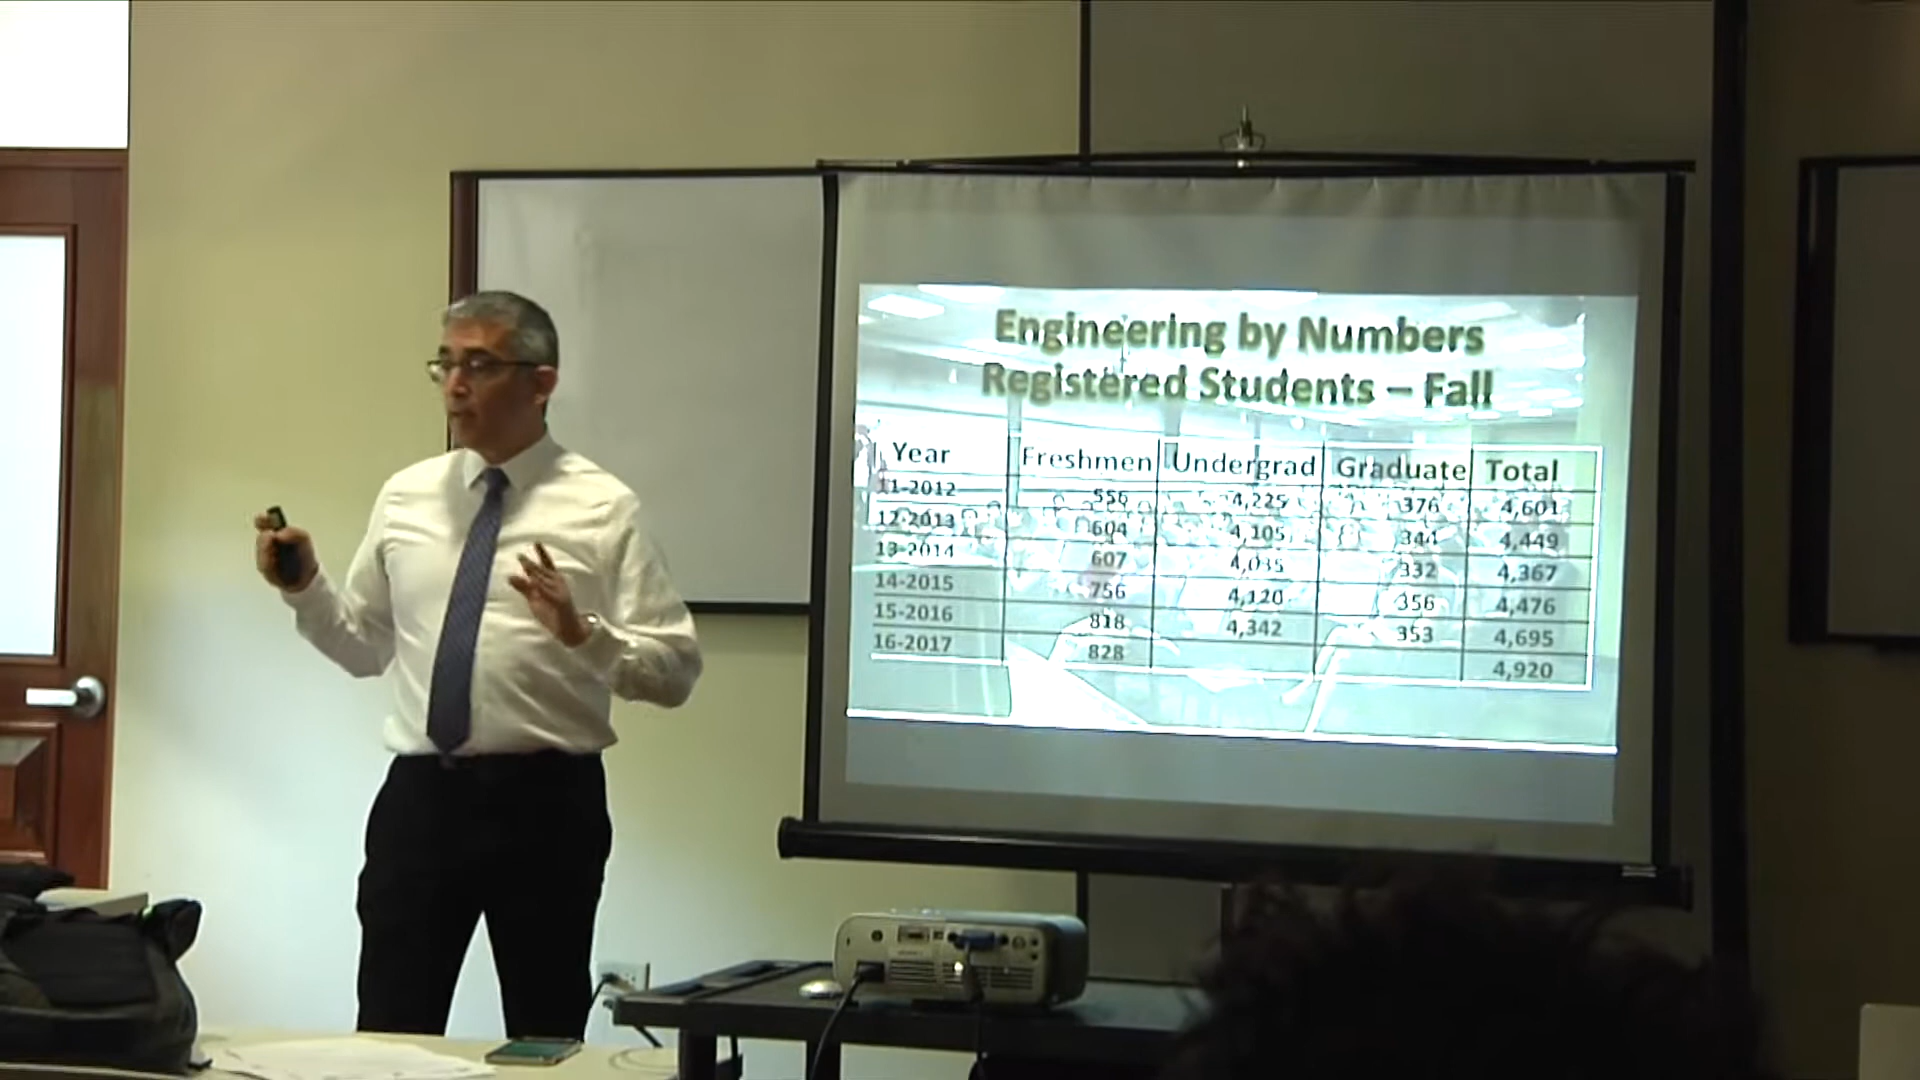 Engineering by Numbers
Registered Students – Fall
Year Freshmen Undergrad Graduate Total
11-2012 556 4,225 376 4,601
12-2013 604 4,105 344 4,449
13-2014 607 4,035 332 4,367
14-2015 756 4,120 356 4,476
15-2016 818 4,342 353 4,695
16-2017 828 4,920